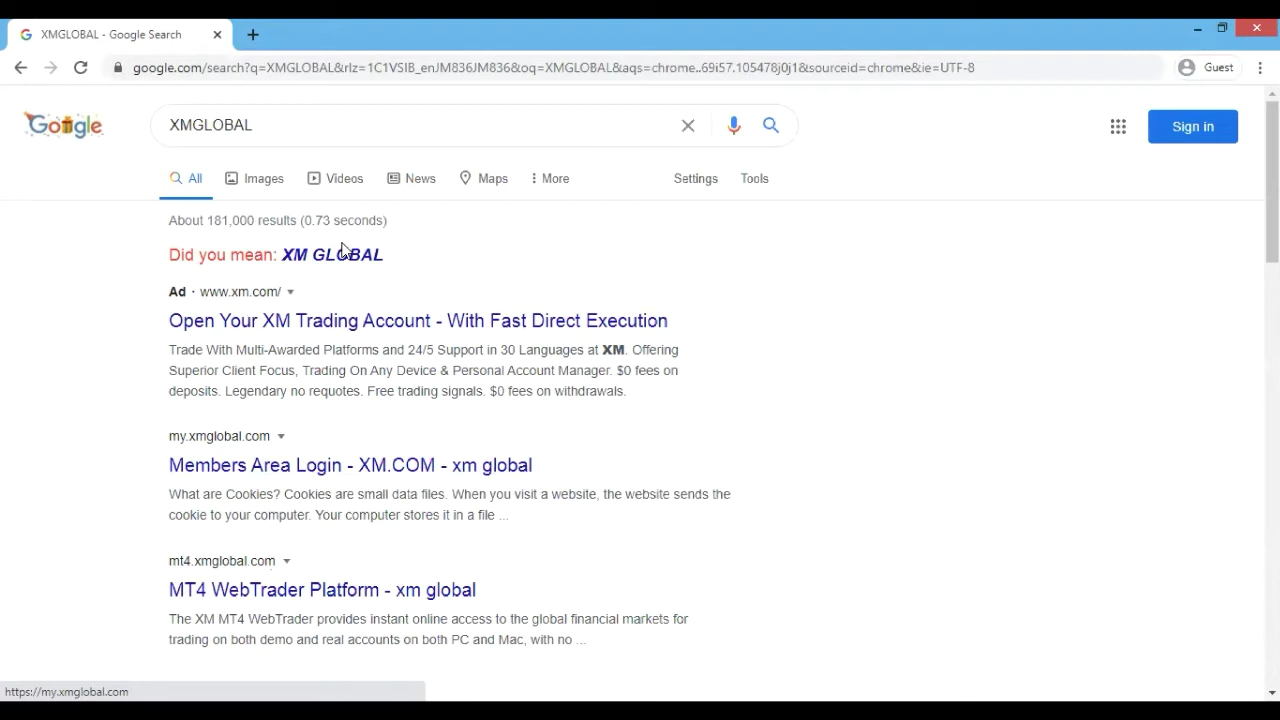 XMGLOBAL - Google Search
google.com/search?q=XMGLOBAL&rlz=1C1VSIB_enJM836JM836&oq=XMGLOBAL&aqs=chrome..69i57.105478j0j1&sourceid=chrome&ie=UTF-8
Guest
Google
XMGLOBAL
Sign in
All Images Videos News Maps More Settings Tools
About 181,000 results (0.73 seconds)
Did you mean: XM GLOBAL
Ad · www.xm.com/
Open Your XM Trading Account - With Fast Direct Execution
Trade With Multi-Awarded Platforms and 24/5 Support in 30 Languages at XM. Offering
Superior Client Focus, Trading On Any Device & Personal Account Manager. $0 fees on
deposits. Legendary no requotes. Free trading signals. $0 fees on withdrawals.
my.xmglobal.com
Members Area Login - XM.COM - xm global
What are Cookies? Cookies are small data files. When you visit a website, the website sends the
cookie to your computer. Your computer stores it in a file ...
mt4.xmglobal.com
MT4 WebTrader Platform - xm global
The XM MT4 WebTrader provides instant online access to the global financial markets for
trading on both demo and real accounts on both PC and Mac, with no ...
https://my.xmglobal.com